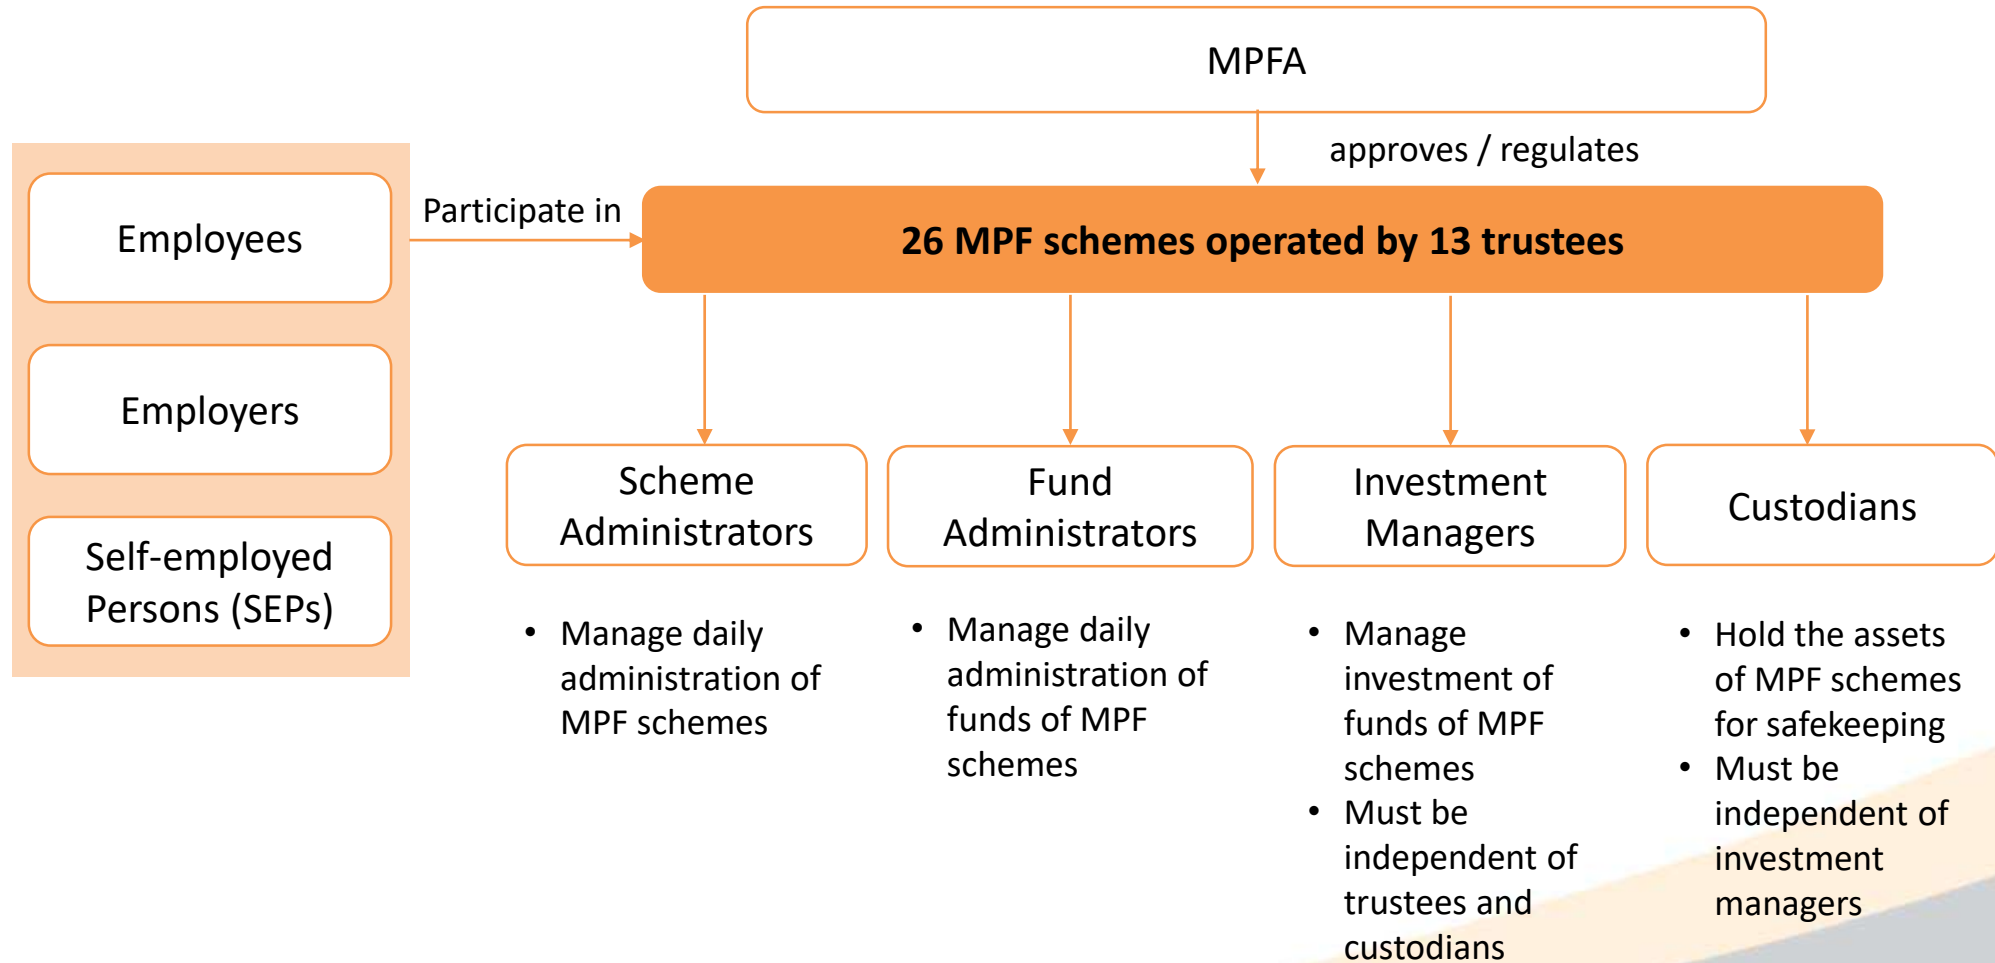 MPFA
approves / regulates
Employees
Employers
Self-employed
Persons (SEPs)
Participate in
26 MPF schemes operated by 13 trustees
Scheme
Administrators
• Manage daily
administration of
MPF schemes
Fund
Administrators
• Manage daily
administration of
funds of MPF
schemes
Investment
Managers
• Manage
investment of
funds of MPF
schemes
• Must be
independent of
trustees and
custodians
Custodians
• Hold the assets
of MPF schemes
for safekeeping
• Must be
independent of
investment
managers